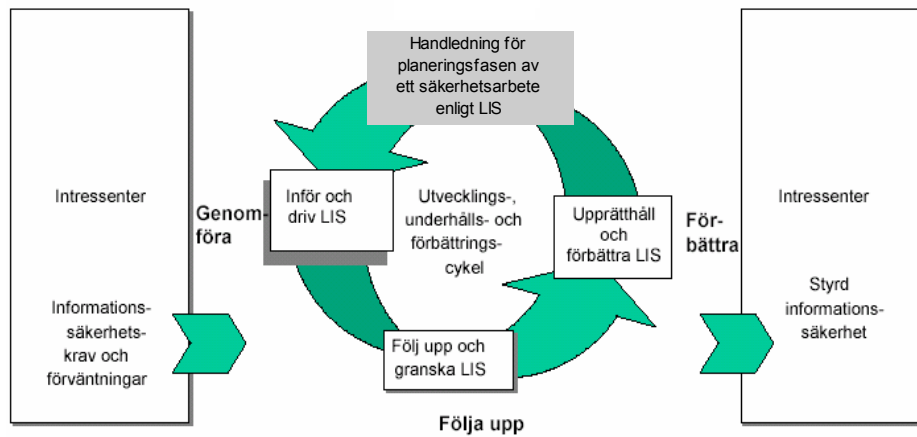 Handledning för
planeringsfasen av
ett säkerhetsarbete
enligt LIS
Intressenter
Informations-
säkerhets-
krav och
förväntningar
Genom-
föra
Inför och
driv LIS
Utvecklings-,
underhålls- och
förbättrings-
cykel
Upprätthåll
och
förbättra LIS
För-
bättra
Följ upp och
granska LIS
Följa upp
Intressenter
Styrd
informations-
säkerhet